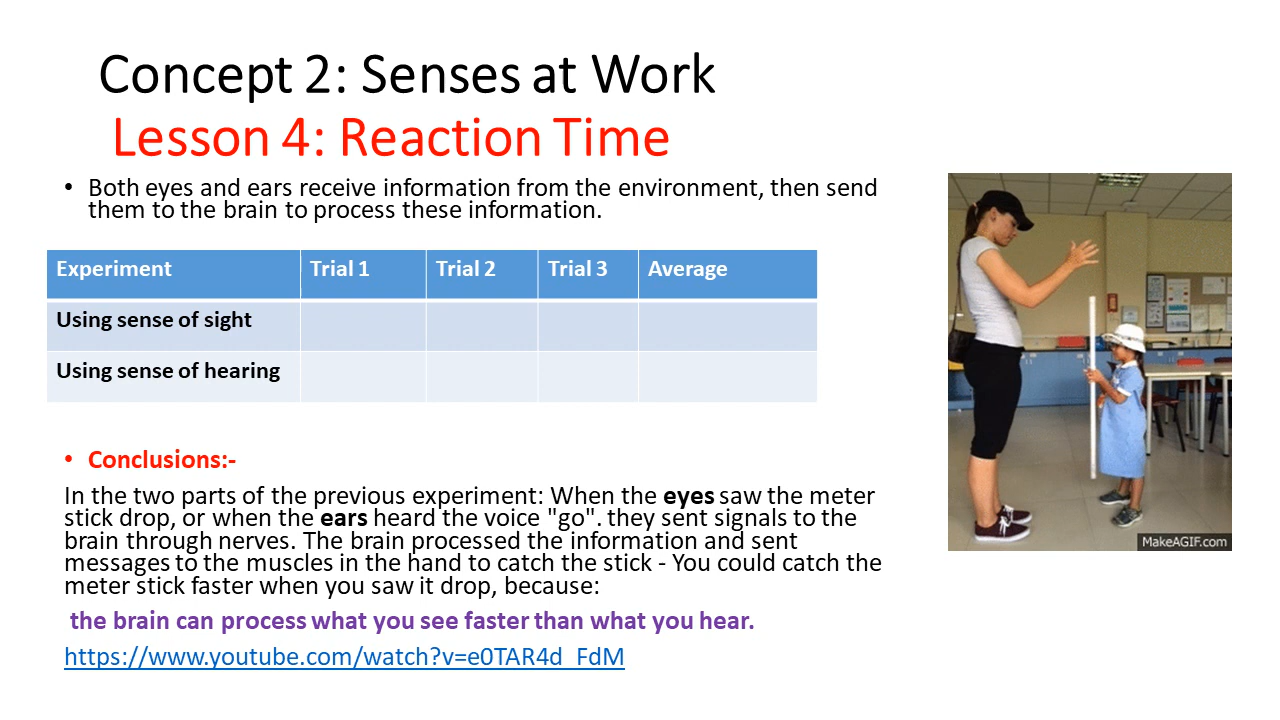 Concept 2: Senses at Work
Lesson 4: Reaction Time
• Both eyes and ears receive information from the environment, then send
them to the brain to process these information.
Experiment Trial 1 Trial 2 Trial 3 Average
Using sense of sight
Using sense of hearing
• Conclusions:-
In the two parts of the previous experiment: When the eyes saw the meter
stick drop, or when the ears heard the voice "go". they sent signals to the
brain through nerves. The brain processed the information and sent
messages to the muscles in the hand to catch the stick - You could catch the
meter stick faster when you saw it drop, because:
the brain can process what you see faster than what you hear.
https://www.youtube.com/watch?v=e0TAR4d_FdM
MakeAGIF.com